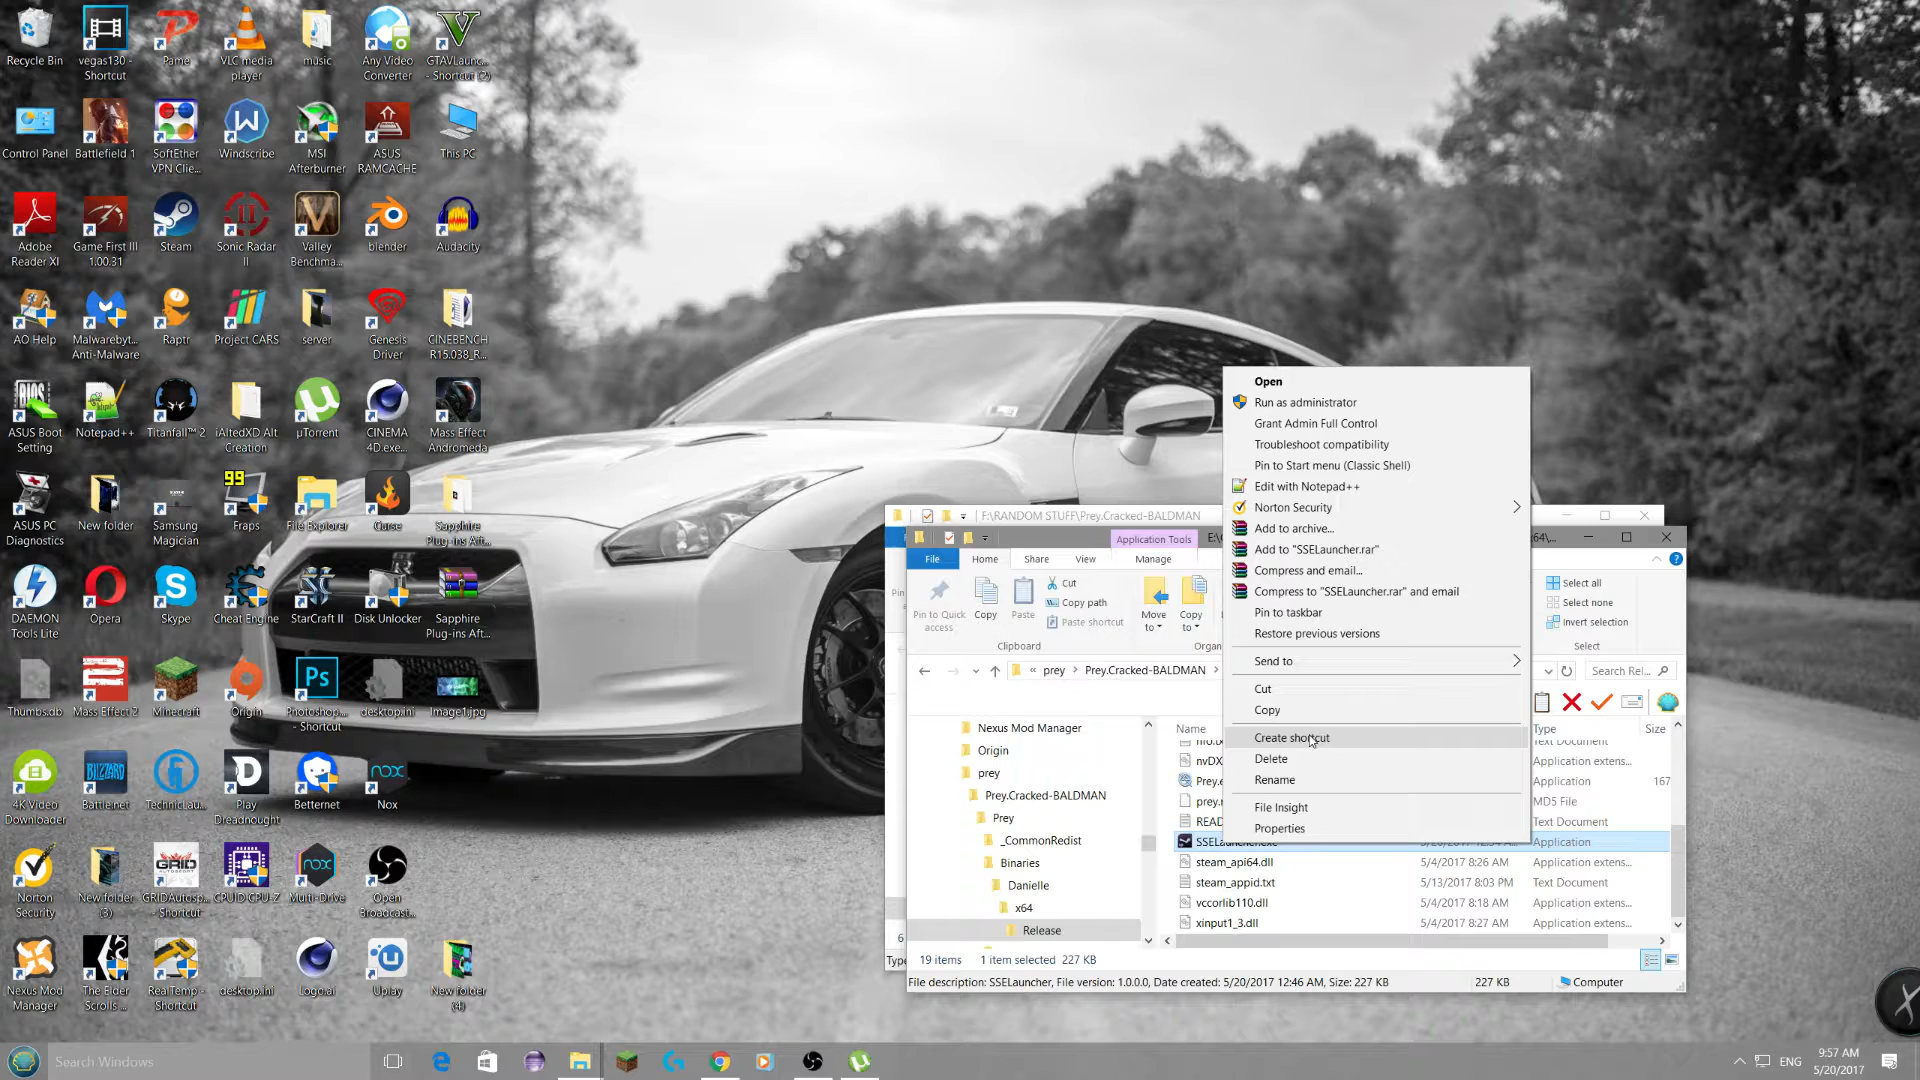 Recycle Bin
vegas130 -
Shortcut
Pame
VLC media
player
music
Any Video
Converter
GTAVLaunc...
- Shortcut (2)
Control Panel
Battlefield 1
SoftEther
VPN Clie...
Windscribe
MSI
Afterburner
ASUS
RAMCACHE
This PC
Adobe
Reader XI
Game First III
1.00.31
Steam
Sonic Radar
II
Valley
Benchma...
blender
Audacity
AO Help
Malwarebyt...
Anti-Malware
Raptr
Project CARS
server
Genesis
Driver
CINEBENCH
R15.038_R...
ASUS Boot
Setting
Notepad++
Titanfall™ 2
iAltedXD Alt
Creation
µTorrent
CINEMA
4D.exe...
Mass Effect
Andromeda
ASUS PC
Diagnostics
New folder
Samsung
Magician
99
Fraps
File Explorer
Curse
Sapphire
Plug-ins Aft...
DAEMON
Tools Lite
Opera
Skype
Cheat Engine
StarCraft II
Disk Unlocker
Sapphire
Plug-ins Aft...
Thumbs.db
Mass Effect 2
Minecraft
Origin
Ps
Photoshop....
- Shortcut
desktop.ini
Image1.jpg
4K Video
Downloader
BLIZZARD
Battle.net
TechnicLau...
Play
Dreadnought
Betternet
nox
Nox
Norton
Security
New folder
(3)
GRID
GRIDAutosp...
- Shortcut
CPUID CPU-Z
nox
Multi-Drive
Open
Broadcast...
Nexus Mod
Manager
The Elder
Scrolls ...
RealTemp -
Shortcut
desktop.ini
Logo.ai
Uplay
New folder
(4)
Open
Run as administrator
Grant Admin Full Control
Troubleshoot compatibility
Pin to Start menu (Classic Shell)
Edit with Notepad++
Norton Security
Add to archive...
Add to "SSELauncher.rar"
Compress and email...
Compress to "SSELauncher.rar" and email
Pin to taskbar
Restore previous versions
Send to
Cut
Copy
Create shortcut
Delete
Rename
File Insight
Properties
F:\RANDOM STUFF\Prey.Cracked-BALDMAN
Application Tools
File
Home
Share
View
Manage
Pin to Quick
access
Copy
Paste
Cut
Copy path
Paste shortcut
Clipboard
Move
to
Copy
to
Organ
Select all
Select none
Invert selection
Select
« prey > Prey.Cracked-BALDMAN >
Search Rel...
Nexus Mod Manager
Origin
prey
Prey.Cracked-BALDMAN
Prey
_CommonRedist
Binaries
Danielle
x64
Release
Name
Type
Size
Text Document
nvDX
Application extens...
Prey.e
Application
167
prey.
MD5 File
READ
Text Document
SSELauncher.exe
Application
steam_api64.dll
5/4/2017 8:26 AM
Application extens...
steam_appid.txt
5/13/2017 8:03 PM
Text Document
vccorlib110.dll
5/4/2017 8:18 AM
Application extens...
xinput1_3.dll
5/4/2017 8:27 AM
Application extens...
19 items
1 item selected 227 KB
File description: SSELauncher, File version: 1.0.0.0, Date created: 5/20/2017 12:46 AM, Size: 227 KB
227 KB
Computer
Search Windows
ENG
9:57 AM
5/20/2017